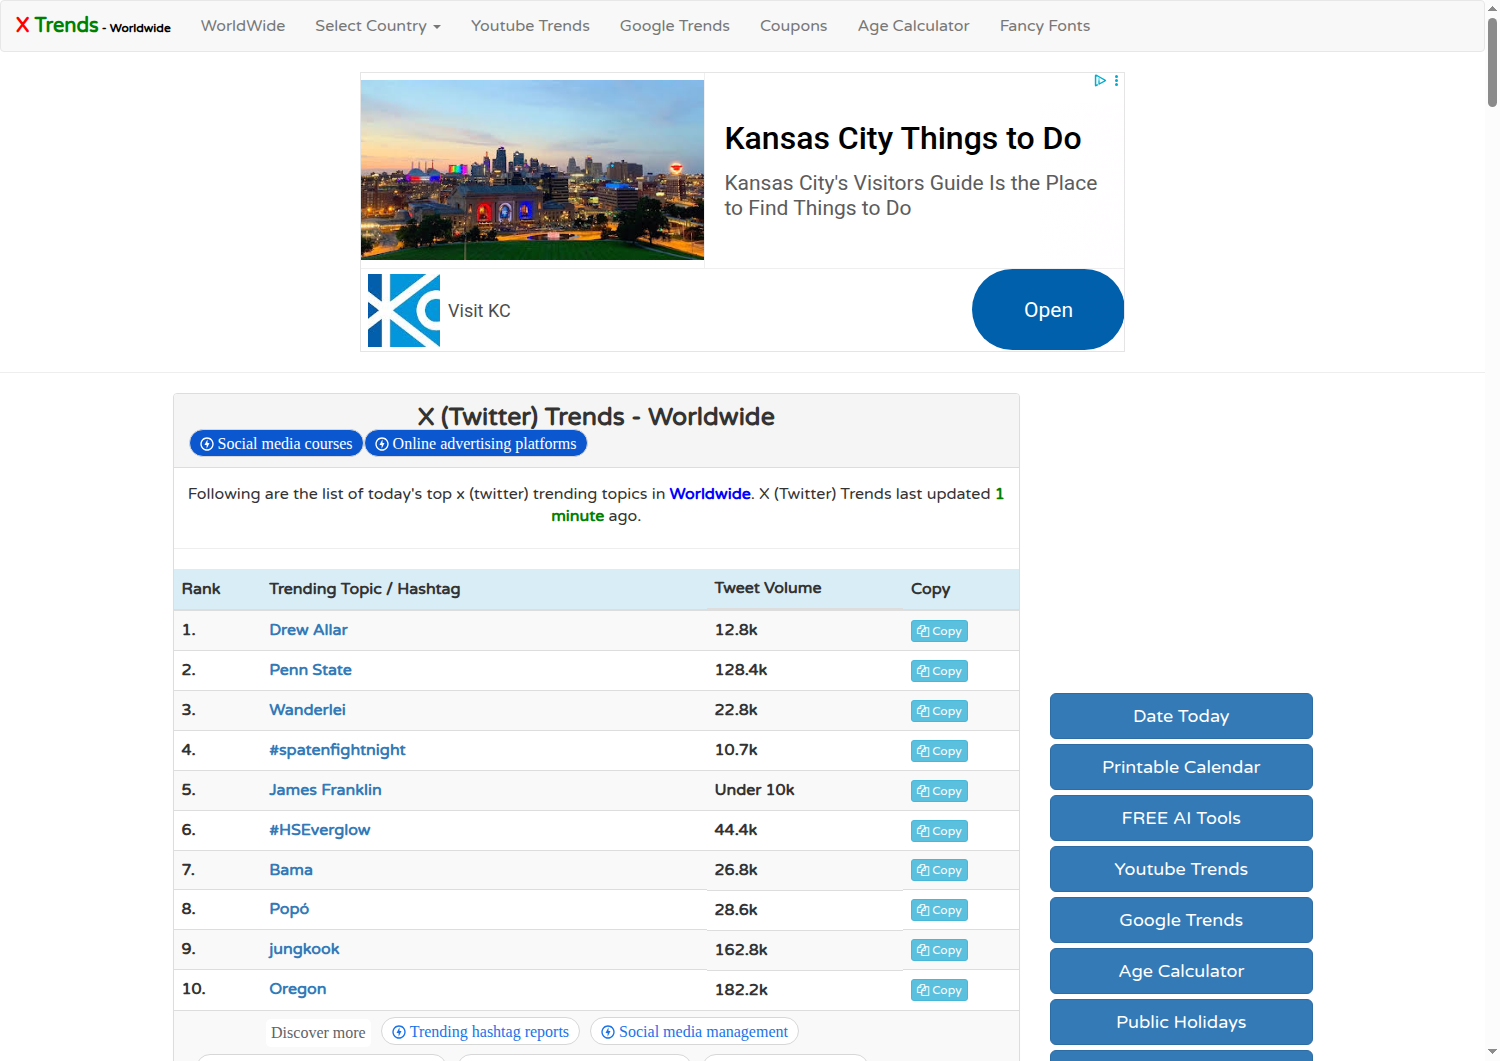 X Trends - Worldwide WorldWide Select Country Youtube Trends Google Trends Coupons Age Calculator Fancy Fonts
Kansas City Things to Do
Kansas City's Visitors Guide Is the Place
to Find Things to Do
Visit KC
Open
X (Twitter) Trends - Worldwide
Social media courses Online advertising platforms
Following are the list of today's top x (twitter) trending topics in Worldwide. X (Twitter) Trends last updated 1
minute ago.
Rank Trending Topic / Hashtag Tweet Volume Copy
1. Drew Allar 12.8k Copy
2. Penn State 128.4k Copy
3. Wanderlei 22.8k Copy
4. #spatenfightnight 10.7k Copy
5. James Franklin Under 10k Copy
6. #HSEverglow 44.4k Copy
7. Bama 26.8k Copy
8. Popó 28.6k Copy
9. jungkook 162.8k Copy
10. Oregon 182.2k Copy
Discover more Trending hashtag reports Social media management
Date Today
Printable Calendar
FREE AI Tools
Youtube Trends
Google Trends
Age Calculator
Public Holidays